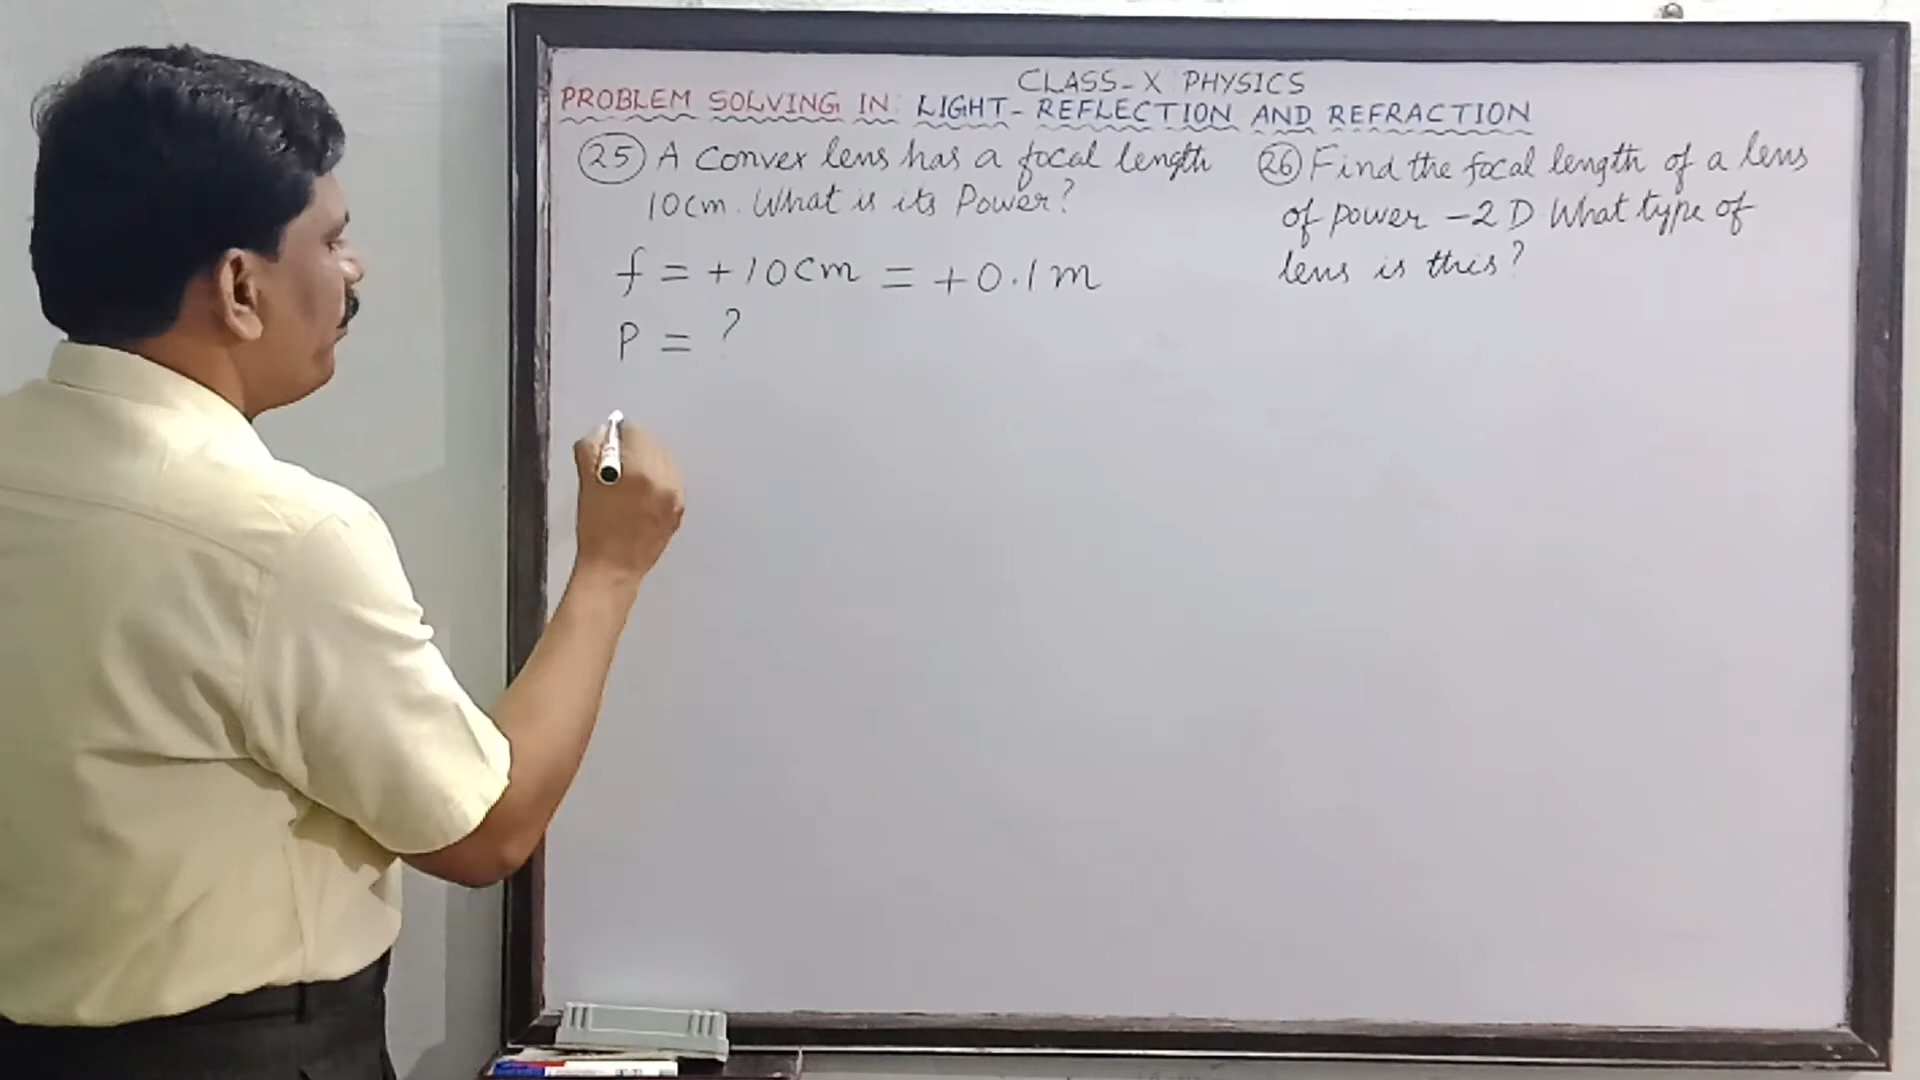 CLASS-X PHYSICS
PROBLEM SOLVING IN: LIGHT-REFLECTION AND REFRACTION
25 A convex lens has a focal length
10cm. What is its Power?
f = +10cm = +0.1m
P = ?
26 Find the focal length of a lens
of power -2 D What type of
lens is this?